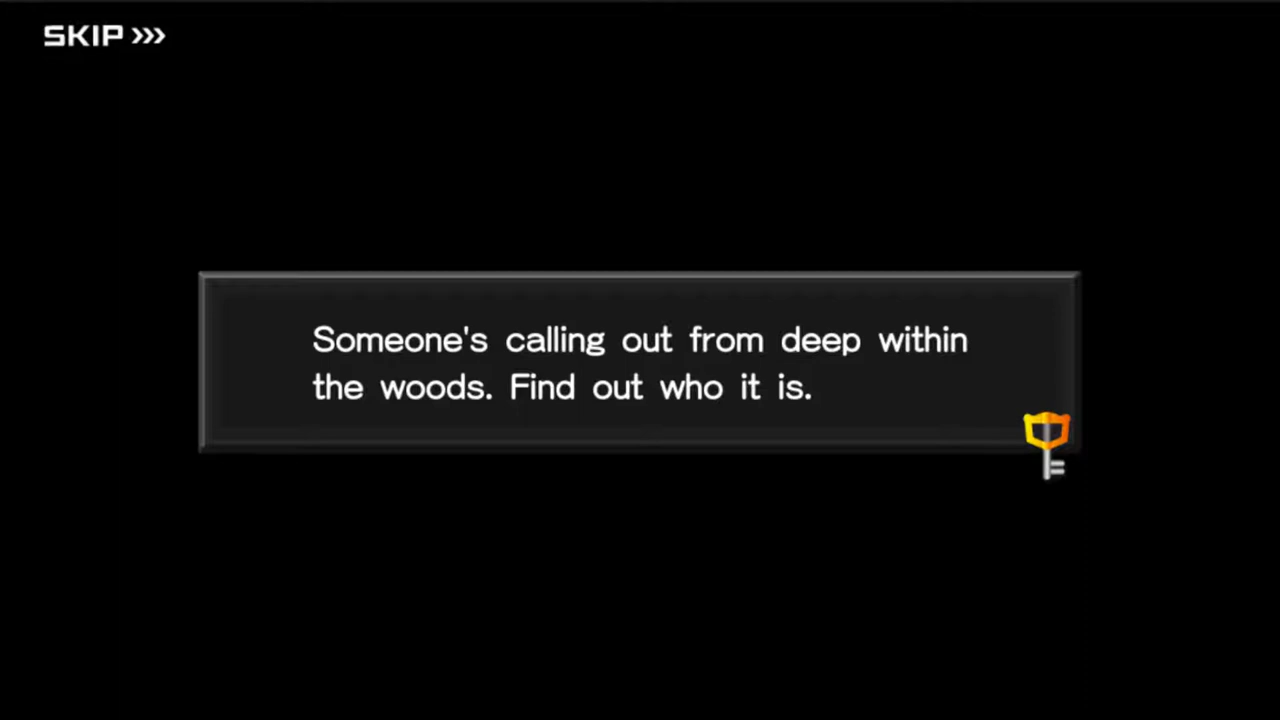 SKIP >>>
Someone's calling out from deep within
the woods. Find out who it is.